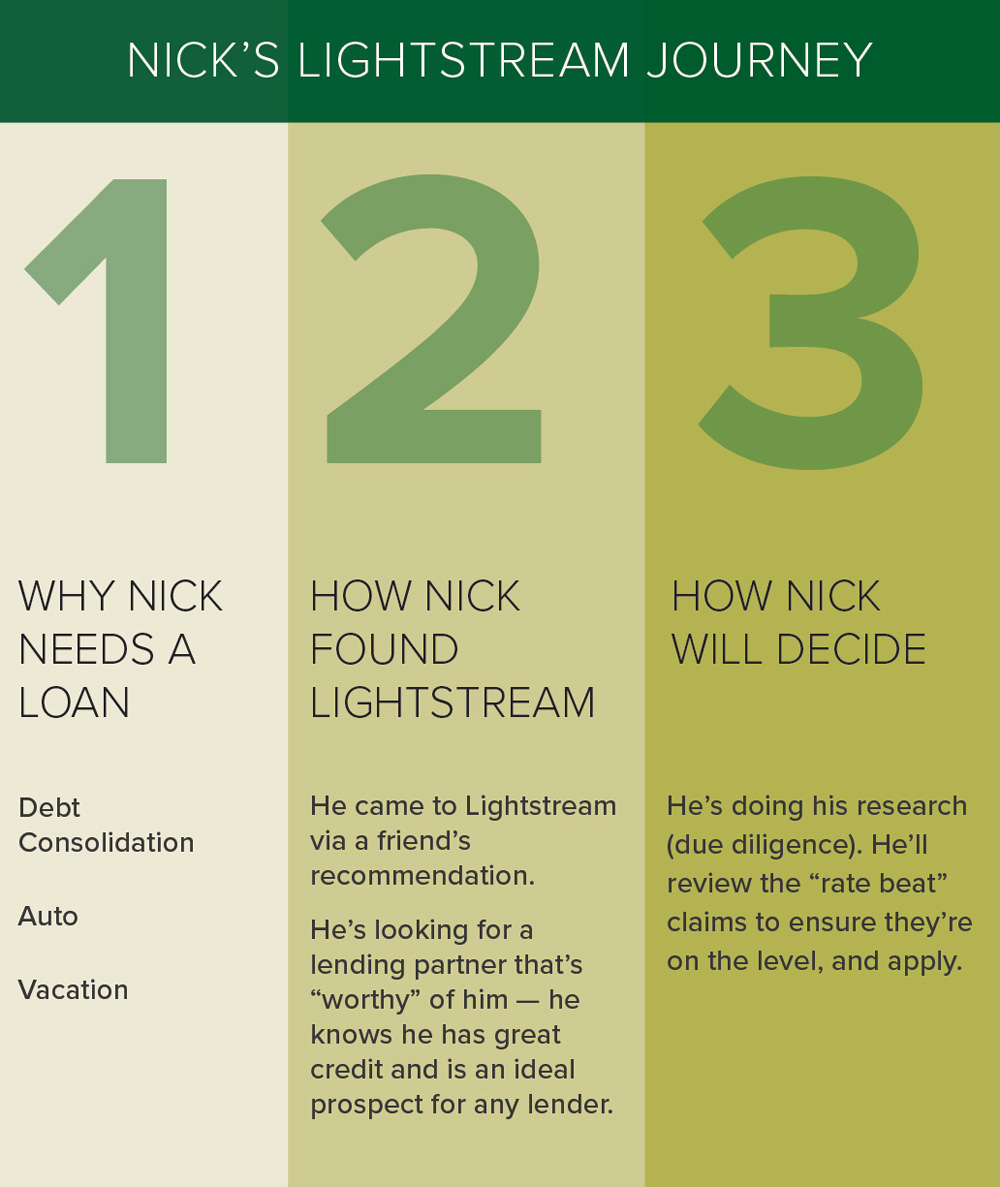 NICK’S LIGHTSTREAM JOURNEY
1
WHY NICK
NEEDS A
LOAN
Debt
Consolidation
Auto
Vacation
2
HOW NICK
FOUND
LIGHTSTREAM
He came to Lightstream
via a friend’s
recommendation.
He’s looking for a
lending partner that’s
“worthy” of him — he
knows he has great
credit and is an ideal
prospect for any lender.
3
HOW NICK
WILL DECIDE
He’s doing his research
(due diligence). He’ll
review the “rate beat”
claims to ensure they’re
on the level, and apply.